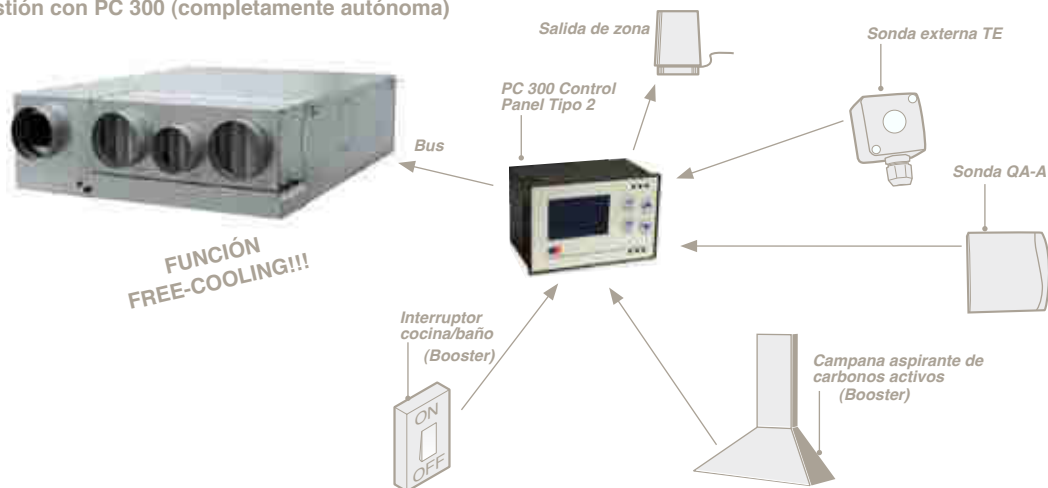 stión con PC 300 (completamente autónoma)
Salida de zona
Sonda externa TE
PC 300 Control
Panel Tipo 2
Bus
Sonda QA-A
FUNCIÓN
FREE-COOLING!!!
Interruptor
cocina/baño
(Booster)
Campana aspirante de
carbonos activos
(Booster)
ON
OFF